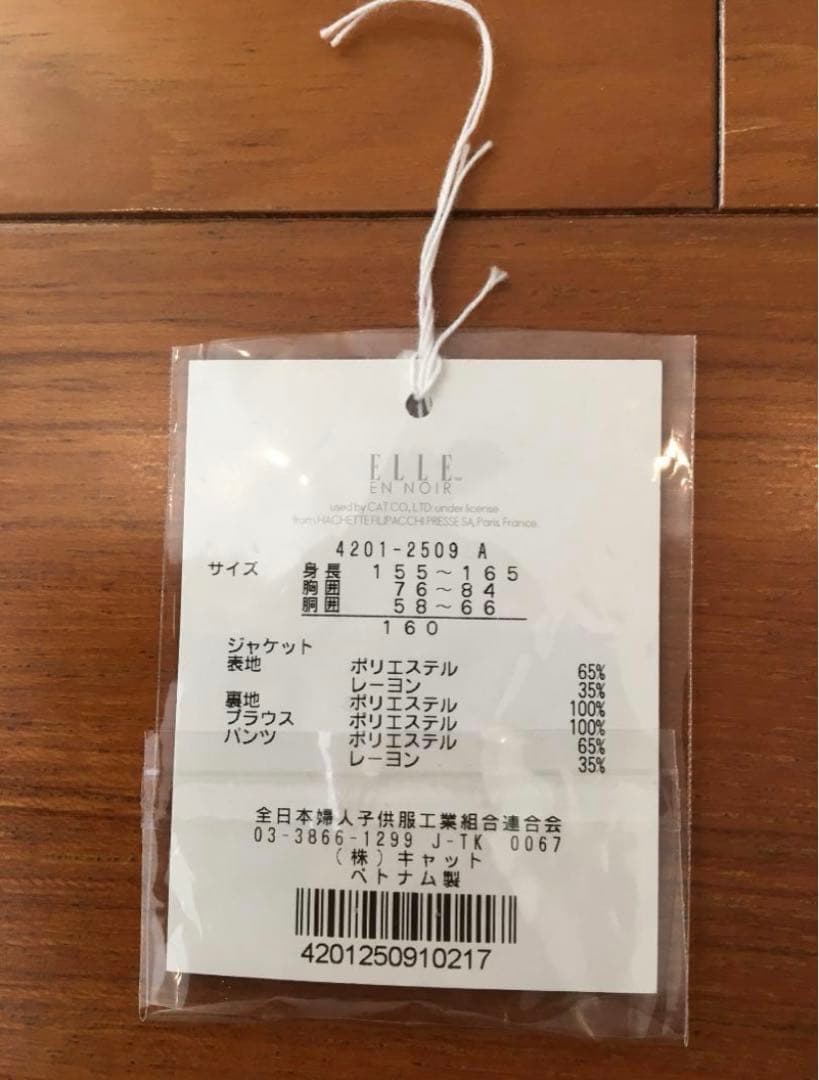 ELLE
EN NOIR
used by CAT CO., LTD. under license
from HACHETTE FILIPACCHI PRESSE SA, Paris France.
4201-2509 A
サイズ 身長 155~165
胸囲 76~84
胴囲 58~66
160
ジャケット
表地 ポリエステル 65%
レーヨン 35%
裏地 ポリエステル 100%
ブラウス ポリエステル 100%
パンツ ポリエステル 65%
レーヨン 35%
全日本婦人子供服工業組合連合会
03-3866-1299 J-TK 0067
(株)キャット
ベトナム製
4201250910217